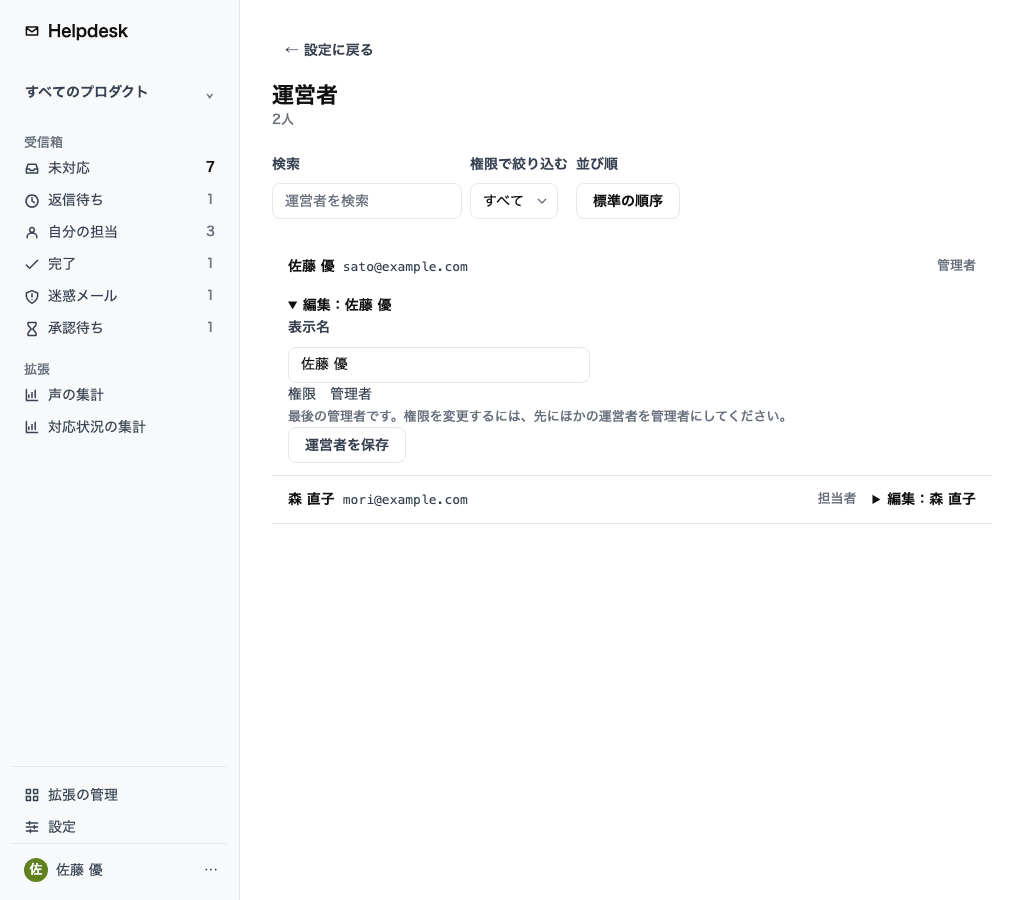 Helpdesk
すべてのプロダクト
受信箱
未対応 7
返信待ち 1
自分の担当 3
完了 1
迷惑メール 1
承認待ち 1
拡張
声の集計
対応状況の集計
拡張の管理
設定
佐 佐藤 優 …
← 設定に戻る
運営者
2人
検索 権限で絞り込む 並び順
運営者を検索 すべて 標準の順序
佐藤 優 sato@example.com 管理者
▼ 編集：佐藤 優
表示名
佐藤 優
権限 管理者
最後の管理者です。権限を変更するには、先にほかの運営者を管理者にしてください。
運営者を保存
森 直子 mori@example.com 担当者 ▶ 編集：森 直子